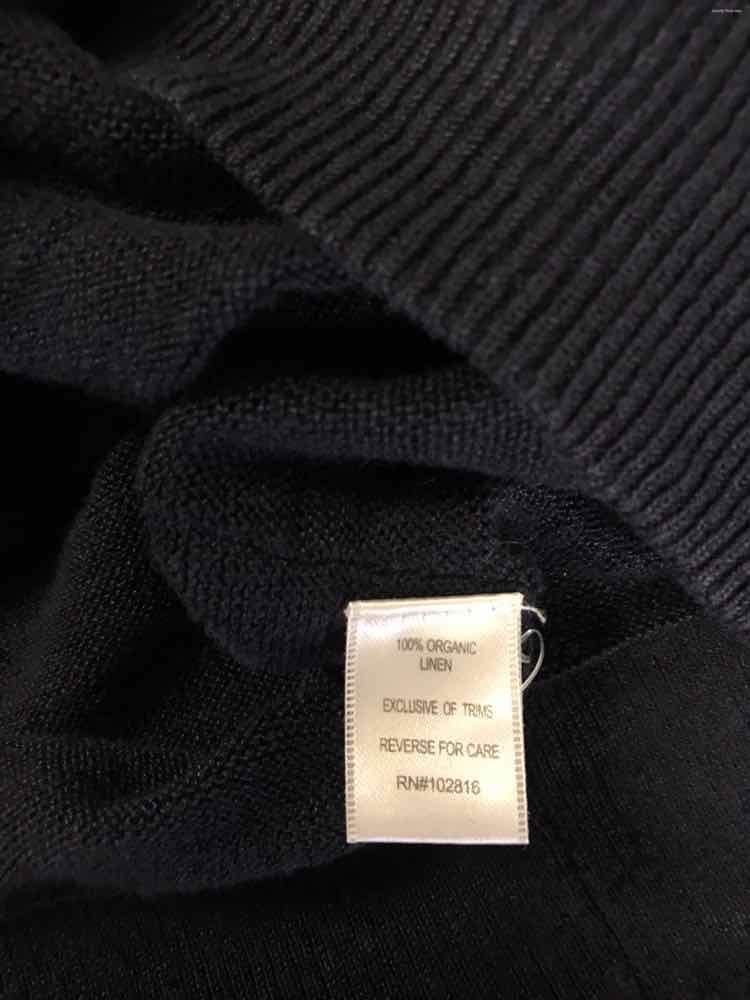 100% ORGANIC
LINEN
EXCLUSIVE OF TRIMS
REVERSE FOR CARE
RN#102816